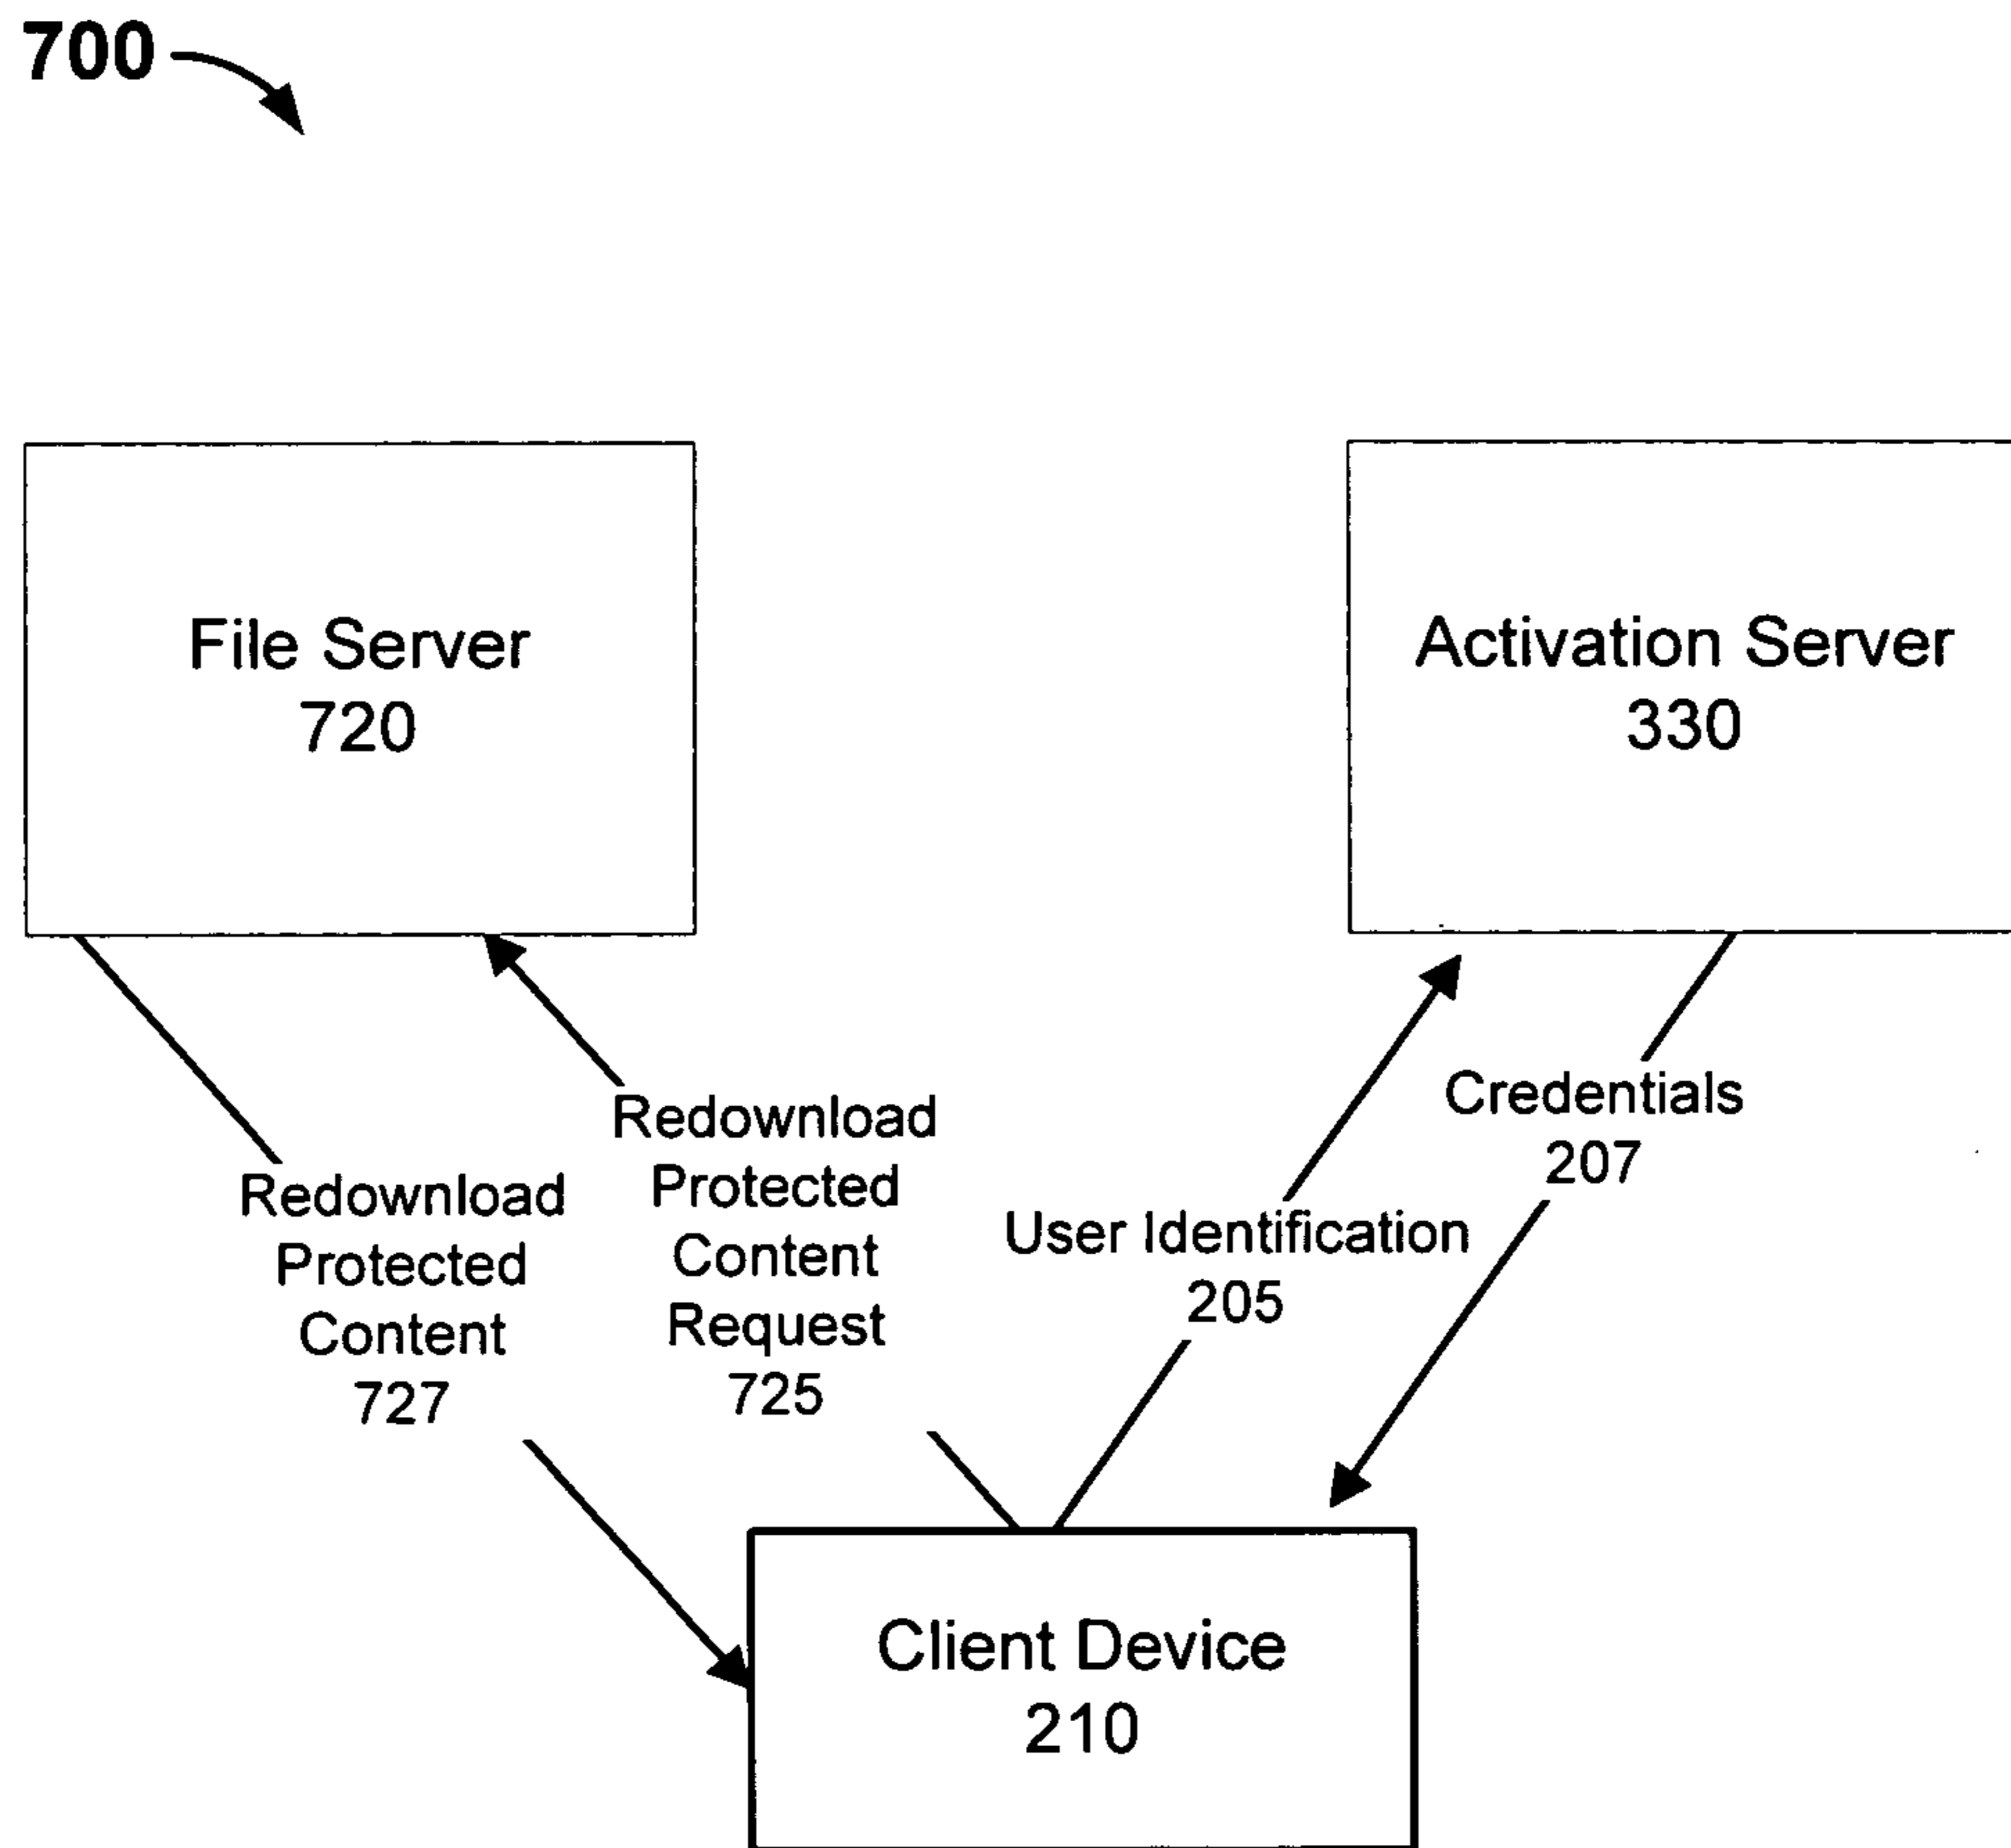 700
File Server
720
Activation Server
330
Redownload
Protected
Content
727
Redownload
Protected
Content
Request
725
User Identification
205
Credentials
207
Client Device
210